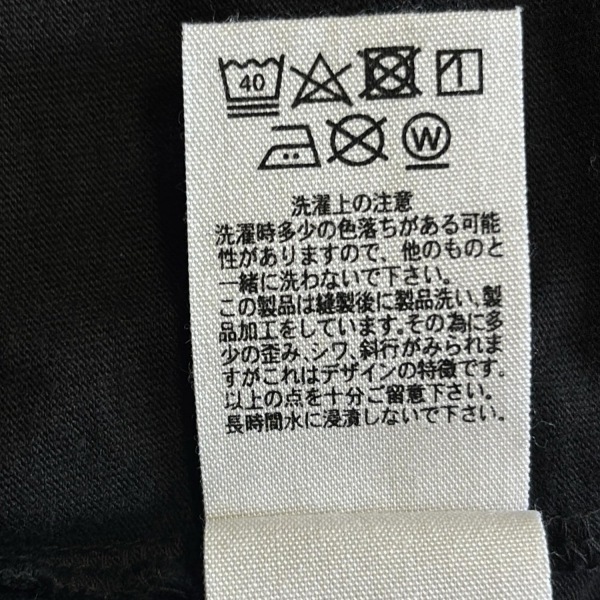 40
W
洗濯上の注意
洗濯時多少の色落ちがある可能
性がありますので、他のものと
一緒に洗わないで下さい。
この製品は縫製後に製品洗い、製
品加工をしています。その為に多
少の歪み、シワ、斜行がみられま
すがこれはデザインの特徴です。
以上の点を十分ご留意下さい。
長時間水に浸漬しないで下さい。